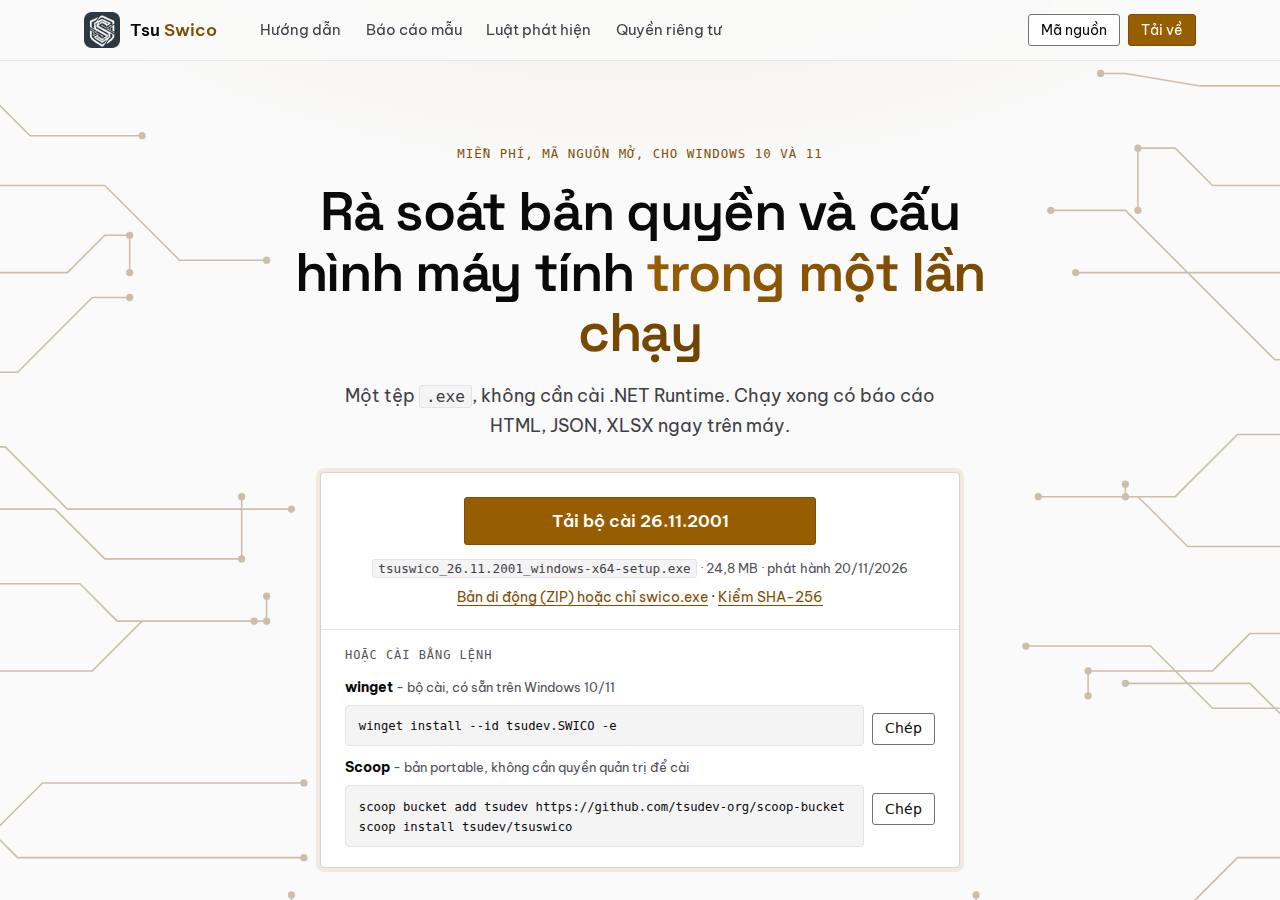 Tsu Swico
Hướng dẫn
Báo cáo mẫu
Luật phát hiện
Quyền riêng tư
Mã nguồn
Tải về
MIỄN PHÍ, MÃ NGUỒN MỞ, CHO WINDOWS 10 VÀ 11
Rà soát bản quyền và cấu
hình máy tính trong một lần
chạy
Một tệp .exe, không cần cài .NET Runtime. Chạy xong có báo cáo
HTML, JSON, XLSX ngay trên máy.
Tải bộ cài 26.11.2001
tsuswico_26.11.2001_windows-x64-setup.exe · 24,8 MB · phát hành 20/11/2026
Bản di động (ZIP) hoặc chỉ swico.exe · Kiểm SHA-256
HOẶC CÀI BẰNG LỆNH
winget - bộ cài, có sẵn trên Windows 10/11
winget install --id tsudev.SWICO -e
Chép
Scoop - bản portable, không cần quyền quản trị để cài
scoop bucket add tsudev https://github.com/tsudev-org/scoop-bucket
scoop install tsudev/tsuswico
Chép